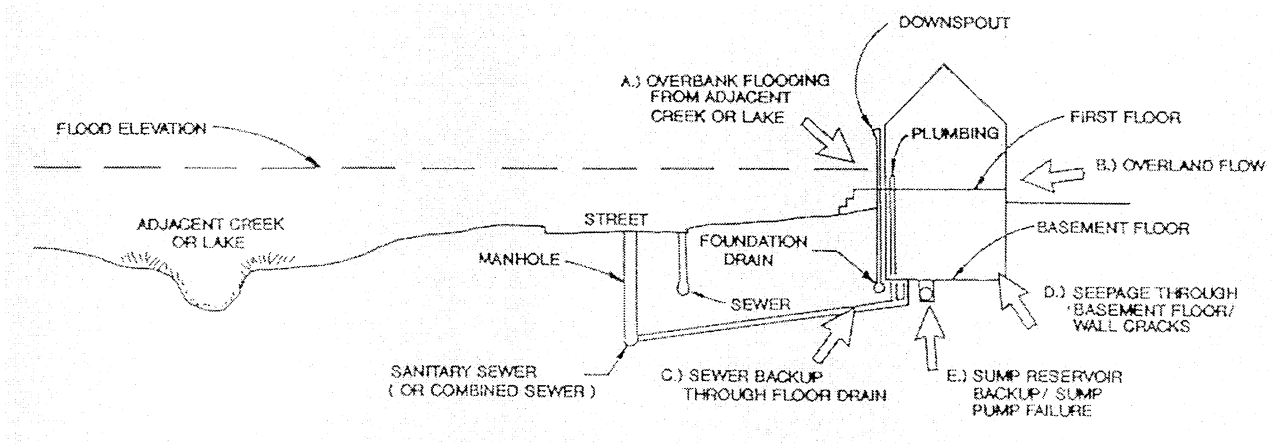 DOWNSPOUT
A.) OVERBANK FLOODING
FROM ADJACENT
CREEK OR LAKE
FLOOD ELEVATION
PLUMBING
FIRST FLOOR
B.) OVERLAND FLOW
ADJACENT CREEK
OR LAKE
STREET
MANHOLE
FOUNDATION
DRAIN
BASEMENT FLOOR
SEWER
D.) SEEPAGE THROUGH
BASEMENT FLOOR/
WALL CRACKS
SANITARY SEWER
( OR COMBINED SEWER )
C.) SEWER BACKUP
THROUGH FLOOR DRAIN
E.) SUMP RESERVOIR
BACKUP/ SUMP
PUMP FAILURE